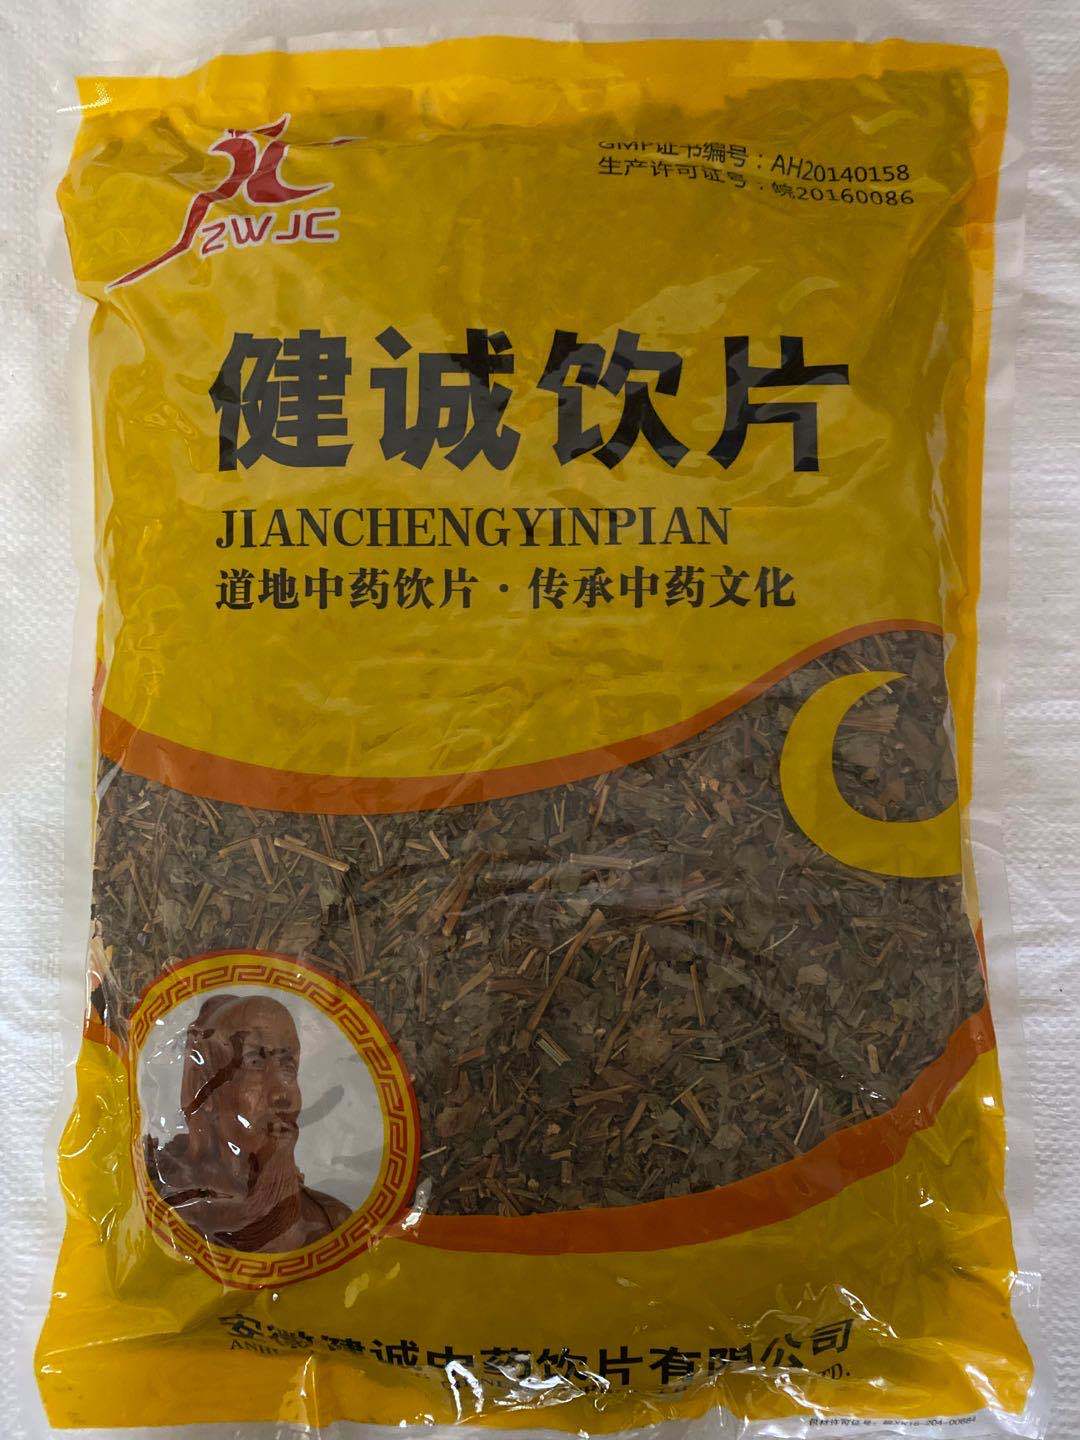 ZWJC
GMP证书编号：AH20140158
生产许可证号：皖20160086
健诚饮片
JIANCHENGYINPIAN
道地中药饮片·传承中药文化
安徽健诚中药饮片有限公司